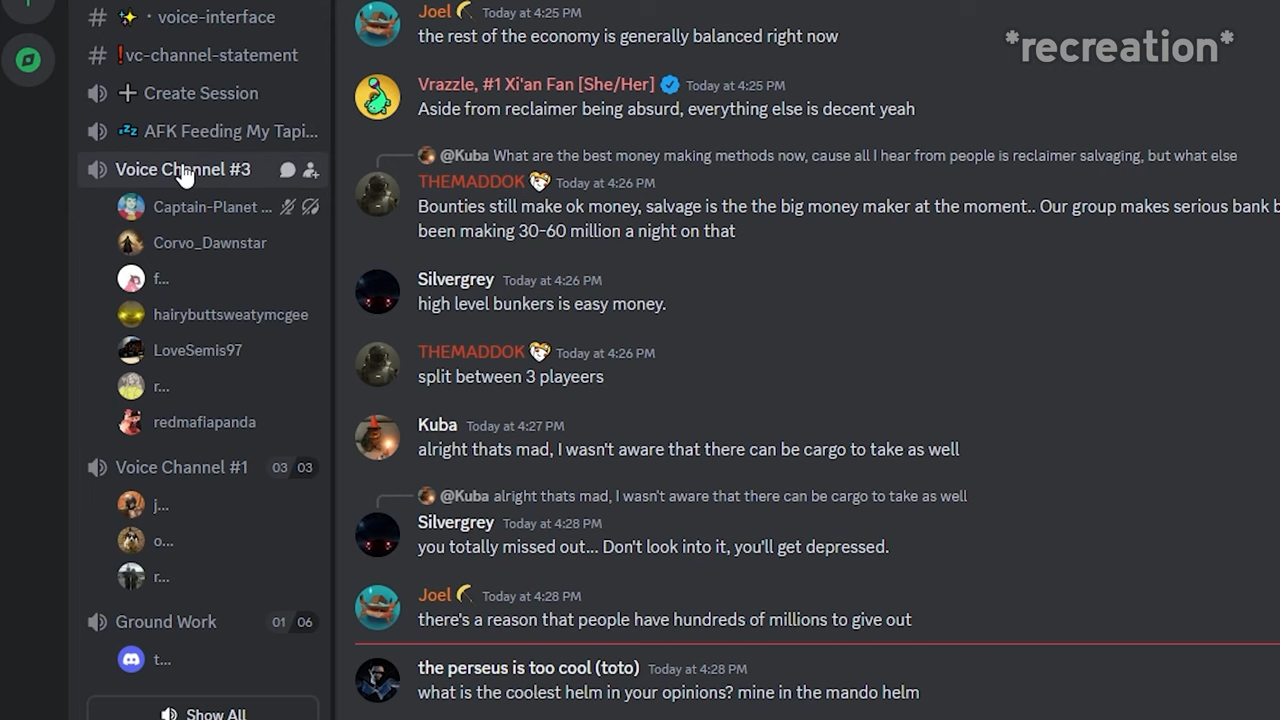 # ✨・voice-interface
# ❗vc-channel-statement
+ Create Session
💤 AFK Feeding My Tapi...
Voice Channel #3
Captain-Planet ...
Corvo_Dawnstar
f...
hairybuttsweatymcgee
LoveSemis97
r...
redmafiapanda
Voice Channel #1 03 03
j...
o...
r...
Ground Work 01 06
t...
Show All
*recreation*
Joel Today at 4:25 PM
the rest of the economy is generally balanced right now
Vrazzle, #1 Xi'an Fan [She/Her] Today at 4:25 PM
Aside from reclaimer being absurd, everything else is decent yeah
@Kuba What are the best money making methods now, cause all I hear from people is reclaimer salvaging, but what else
THEMADDOK Today at 4:26 PM
Bounties still make ok money, salvage is the the big money maker at the moment.. Our group makes serious bank b
been making 30-60 million a night on that
Silvergrey Today at 4:26 PM
high level bunkers is easy money.
THEMADDOK Today at 4:26 PM
split between 3 playeers
Kuba Today at 4:27 PM
alright thats mad, I wasn't aware that there can be cargo to take as well
@Kuba alright thats mad, I wasn't aware that there can be cargo to take as well
Silvergrey Today at 4:28 PM
you totally missed out... Don't look into it, you'll get depressed.
Joel Today at 4:28 PM
there's a reason that people have hundreds of millions to give out
the perseus is too cool (toto) Today at 4:28 PM
what is the coolest helm in your opinions? mine in the mando helm